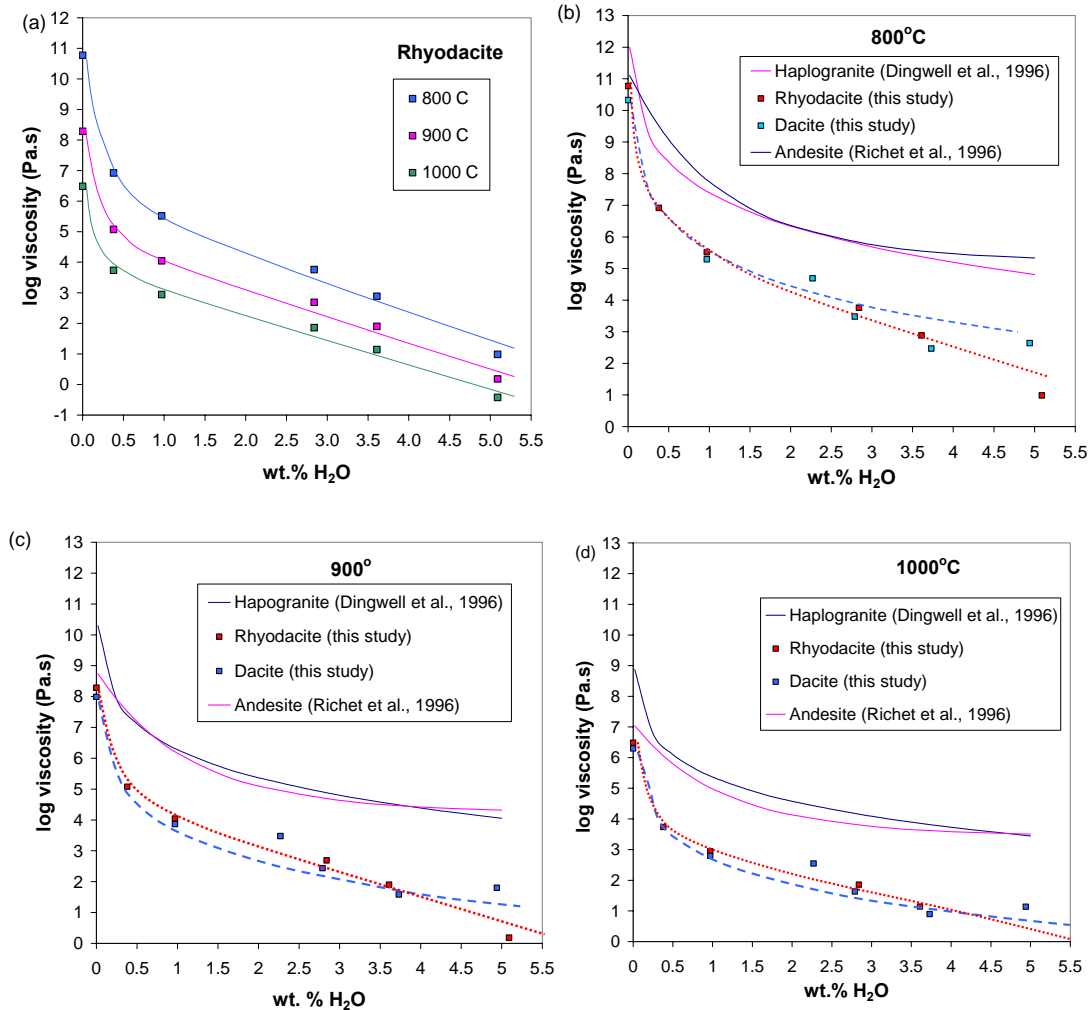 (a)
Rhyodacite
800 C
900 C
1000 C
12
11
10
9
8
7
6
5
4
3
2
1
0
-1
log viscosity (Pa.s)
0.0 0.5 1.0 1.5 2.0 2.5 3.0 3.5 4.0 4.5 5.0 5.5
wt.% H₂O
(b)
800°C
Haplogranite (Dingwell et al., 1996)
Rhyodacite (this study)
Dacite (this study)
Andesite (Richet et al., 1996)
13
12
11
10
9
8
7
6
5
4
3
2
1
0
log viscosity (Pa.s)
0 0.5 1 1.5 2 2.5 3 3.5 4 4.5 5 5.5
wt.% H₂O
(c)
900°
Hapogranite (Dingwell et al., 1996)
Rhyodacite (this study)
Dacite (this study)
Andesite (Richet et al., 1996)
13
12
11
10
9
8
7
6
5
4
3
2
1
0
log viscosity (Pa.s)
0 0.5 1 1.5 2 2.5 3 3.5 4 4.5 5 5.5
wt. % H₂O
(d)
1000°C
Haplogranite (Dingwell et al., 1996)
Rhyodacite (this study)
Dacite (this study)
Andesite (Richet et al., 1996)
13
12
11
10
9
8
7
6
5
4
3
2
1
0
log viscosity (Pa.s)
0 0.5 1 1.5 2 2.5 3 3.5 4 4.5 5 5.5
wt.% H₂O